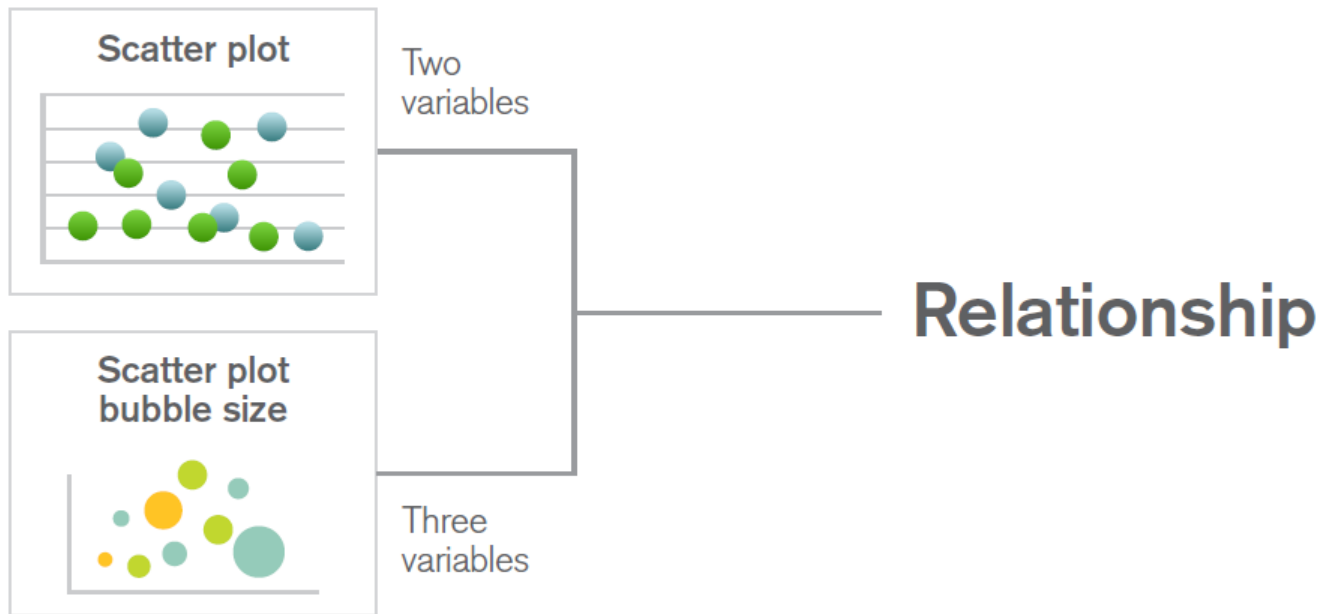 Scatter plot
Two
variables
Relationship
Scatter plot
bubble size
Three
variables